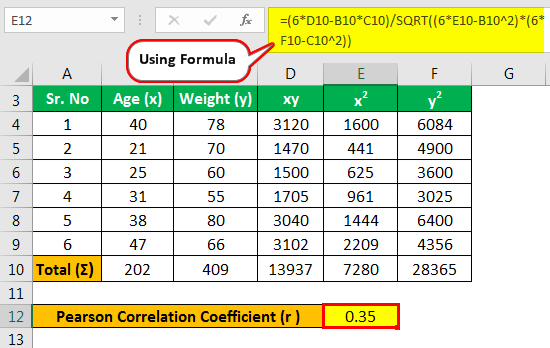 E12 fx =(6*D10-B10*C10)/SQRT((6*E10-B10^2)*(6*
F10-C10^2))
Using Formula
A B C D E F G
3 Sr. No Age (x) Weight (y) xy x² y²
4 1 40 78 3120 1600 6084
5 2 21 70 1470 441 4900
6 3 25 60 1500 625 3600
7 4 31 55 1705 961 3025
8 5 38 80 3040 1444 6400
9 6 47 66 3102 2209 4356
10 Total (Σ) 202 409 13937 7280 28365
11
12 Pearson Correlation Coefficient (r ) 0.35
13